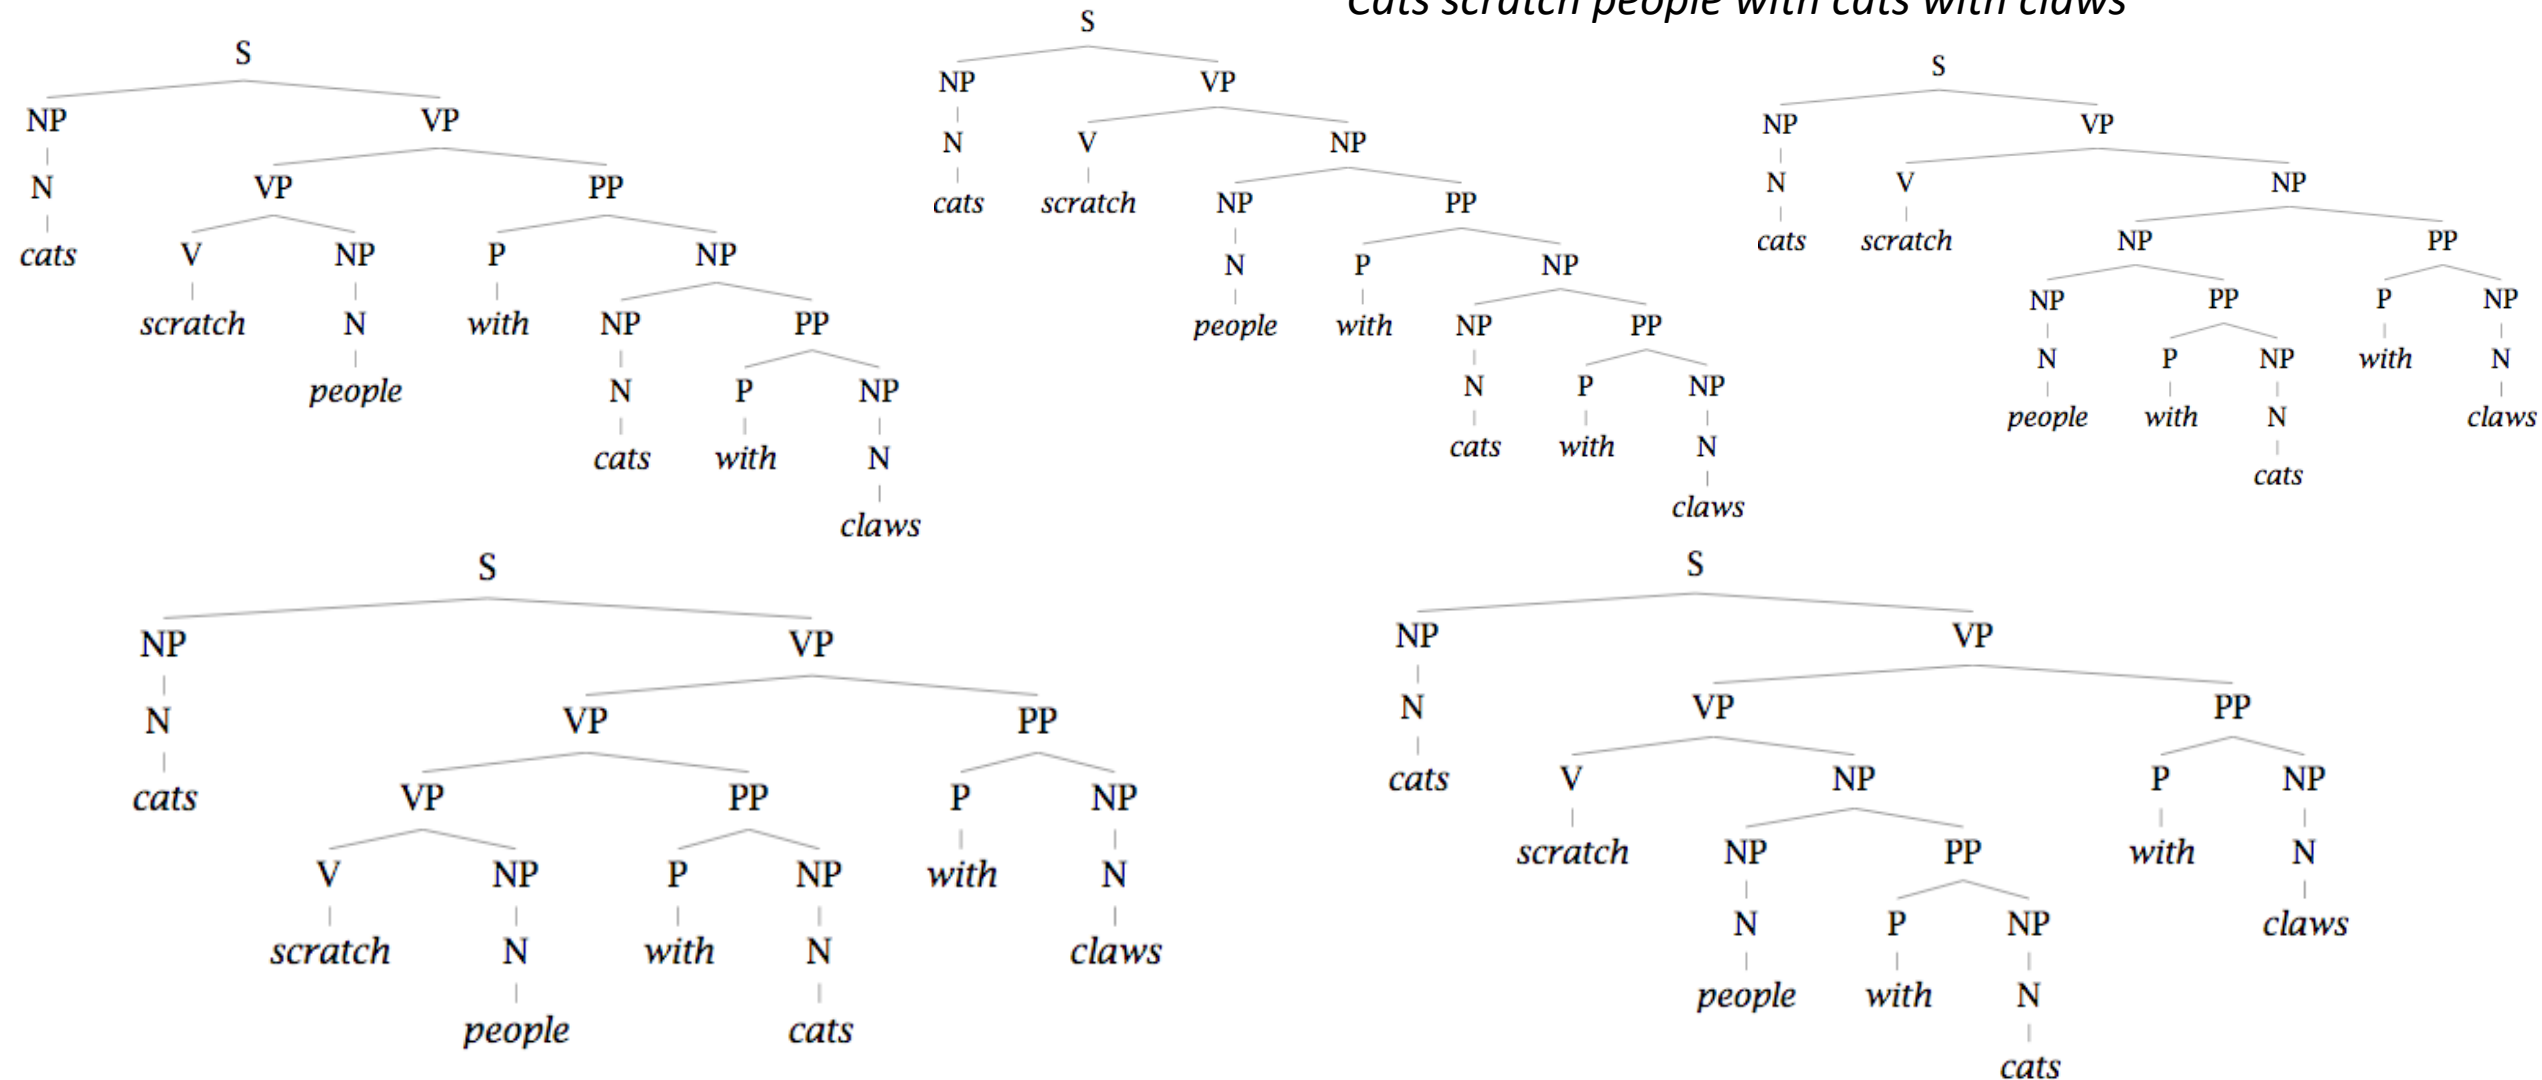 Cats scratch people with cats with claws
S
NP VP
N VP PP
cats V NP P NP
scratch N with NP PP
people N P NP
cats with N
claws
S
NP VP
N V NP
cats scratch NP PP
N P NP
people with NP PP
N P NP
cats with N
claws
S
NP VP
N V NP
cats scratch NP PP
NP PP P NP
N P NP with N
people with N claws
cats
S
NP VP
N VP PP
cats VP PP P NP
V NP P NP with N
scratch N with N claws
people cats
S
NP VP
N VP PP
cats V NP P NP
scratch NP PP with N
N P NP claws
people with N
cats